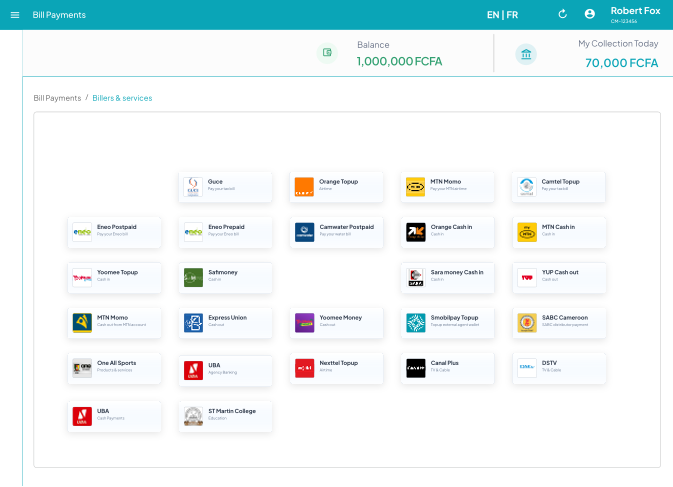 Bill Payments
EN | FR
Robert Fox
CM-123456
Balance
1,000,000 FCFA
My Collection Today
70,000 FCFA
Bill Payments / Billers & services
Guce
Pay your taxes bill
Orange Topup
Airtime
MTN Momo
Pay your MTN airtime
Camtel Topup
Pay your taxes bill
Eneo Postpaid
Pay your Eneo bill
Eneo Prepaid
Pay your Eneo bill
Camwater Postpaid
Pay your water bill
Orange Cash in
Cash in
MTN Cash in
Cash in
Yoomee Topup
Cash in
Safimoney
Cash in
Sara money Cash in
Cash in
YUP Cash out
Cash out
MTN Momo
Cash out from MTN account
Express Union
Cash out
Yoomee Money
Cash out
Smobilpay Topup
Topup external agent wallet
SABC Cameroon
SABC distributor payment
One All Sports
Products & services
UBA
Agency Banking
Nexttel Topup
Airtime
Canal Plus
TV & Cable
DSTV
TV & Cable
UBA
Cash Payments
ST Martin College
Education